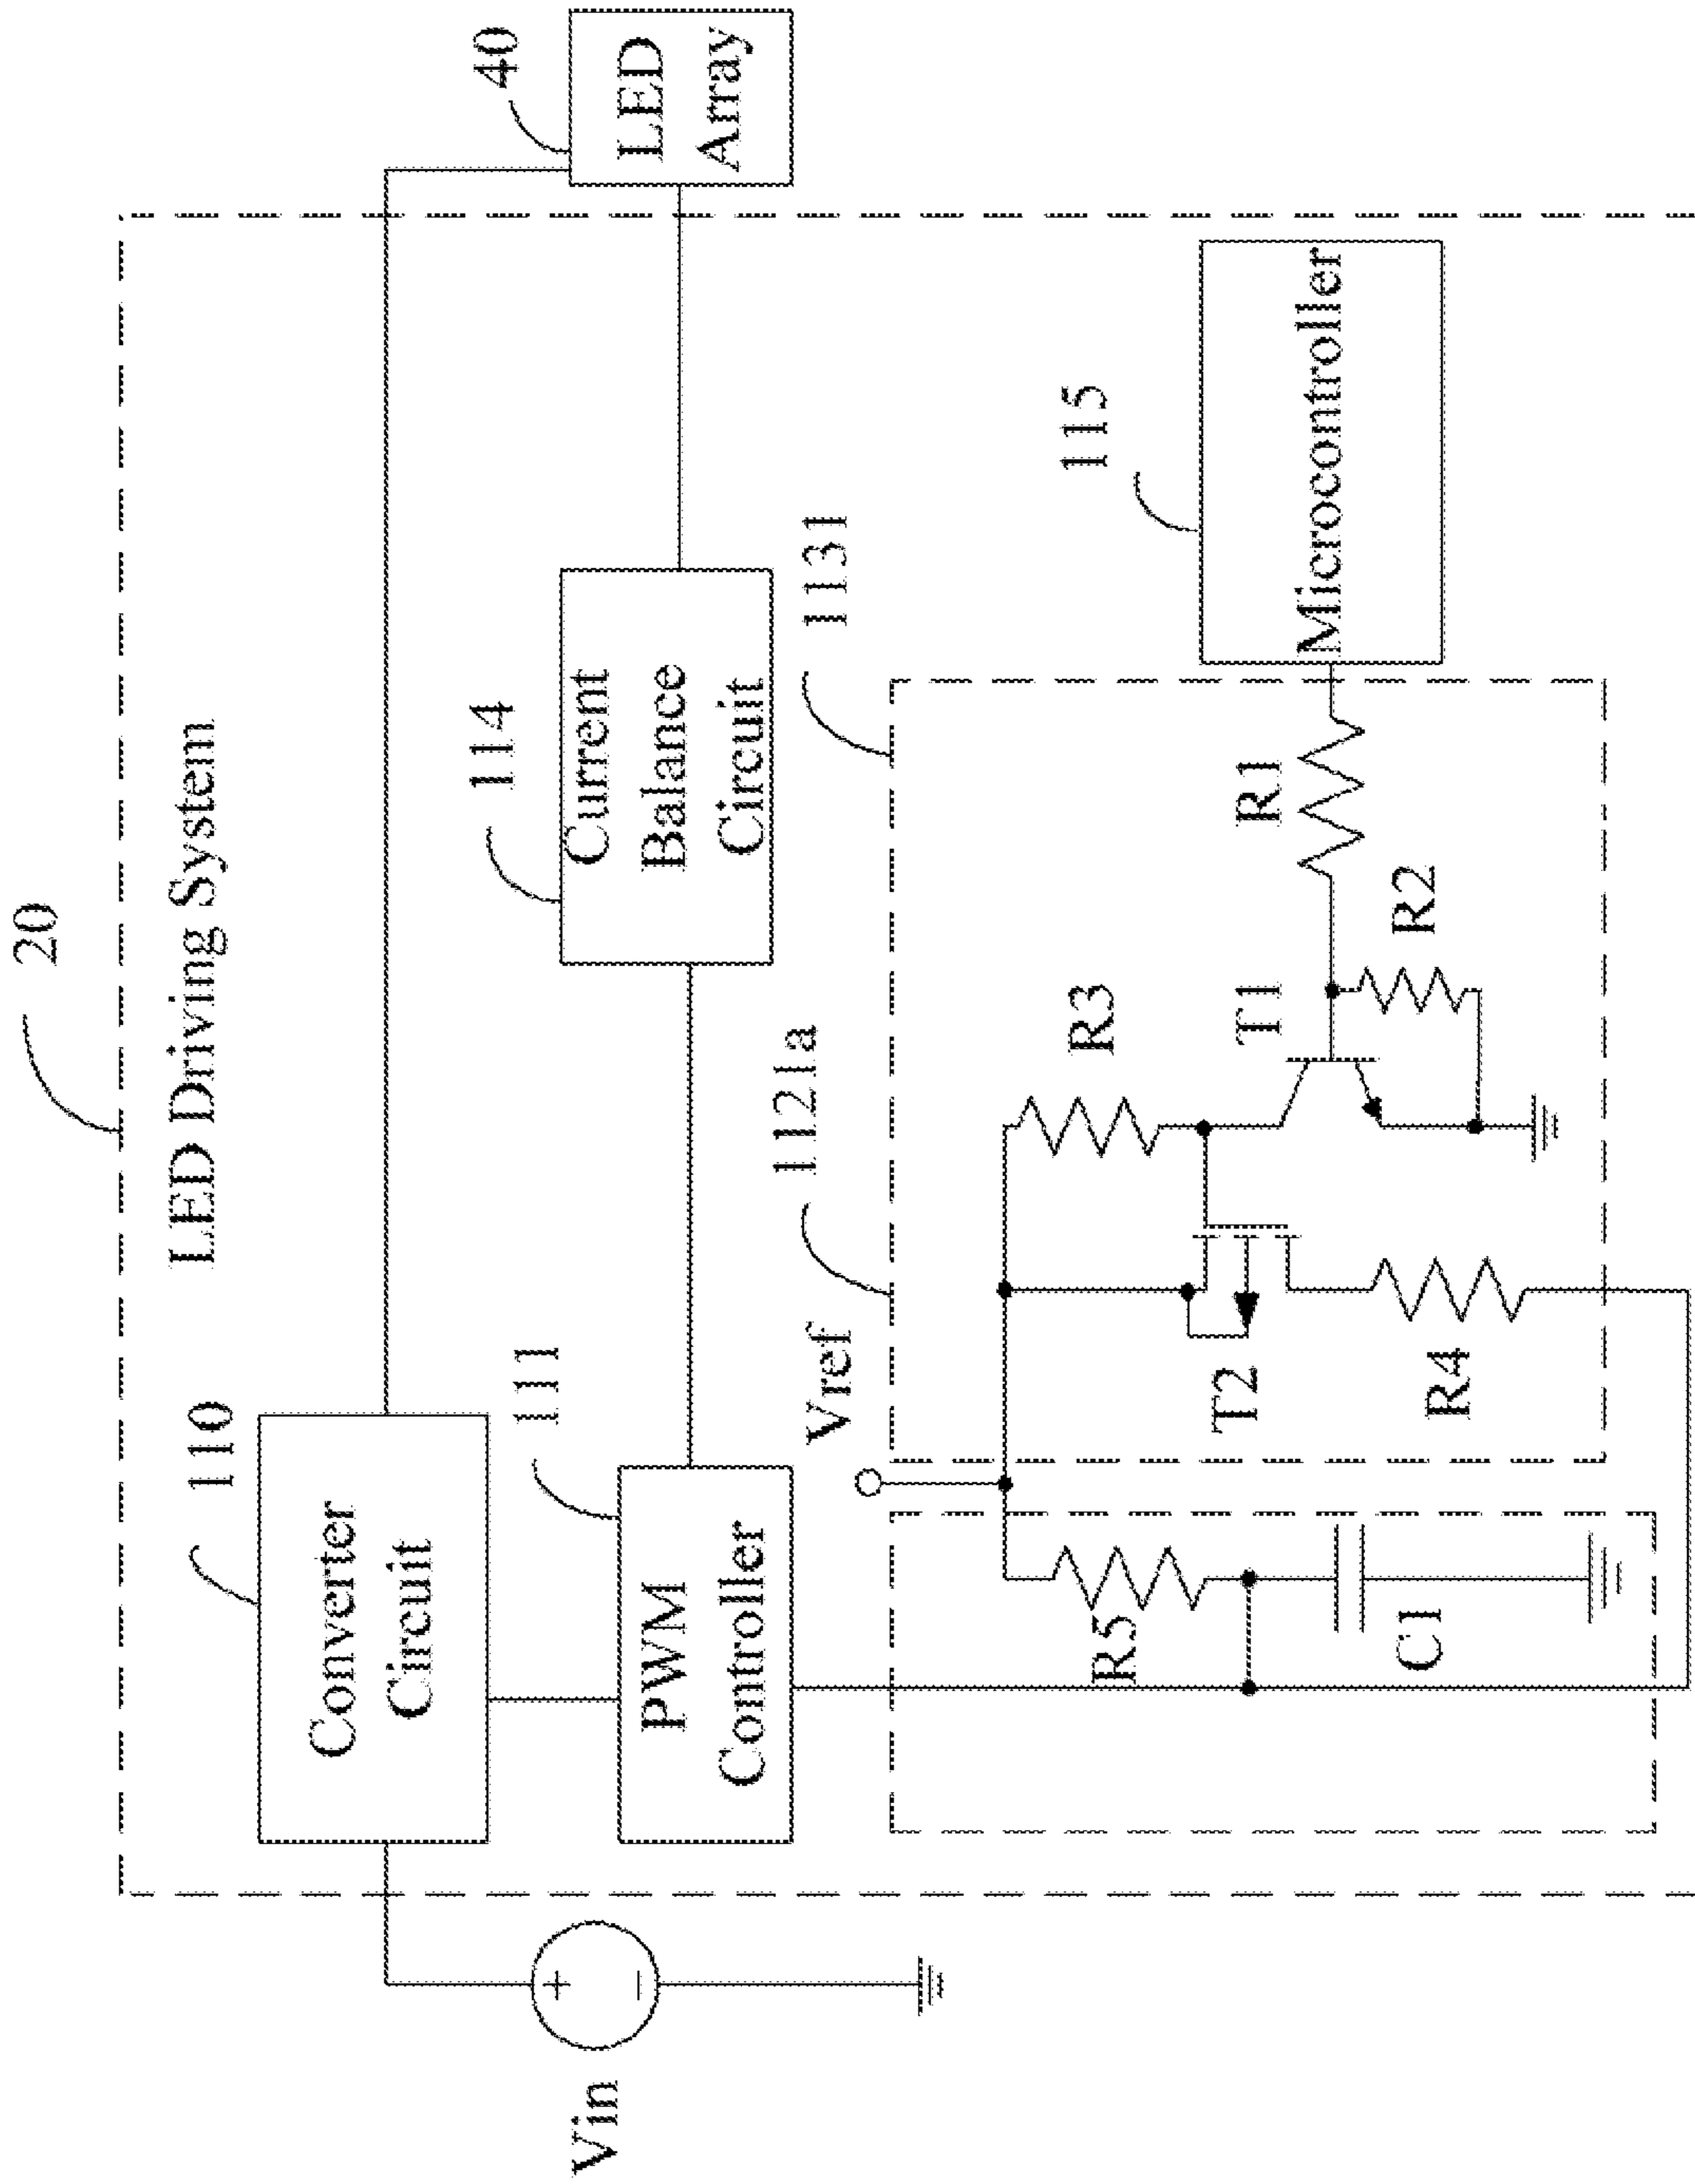 20
LED Driving System
110
Converter
Circuit
40
LED
Array
111
PWM
Controller
114
Current
Balance
Circuit
Vin
+
−
Vref
1121a
1131
115
Microcontroller
R5
C1
T2
R4
R3
T1
R2
R1